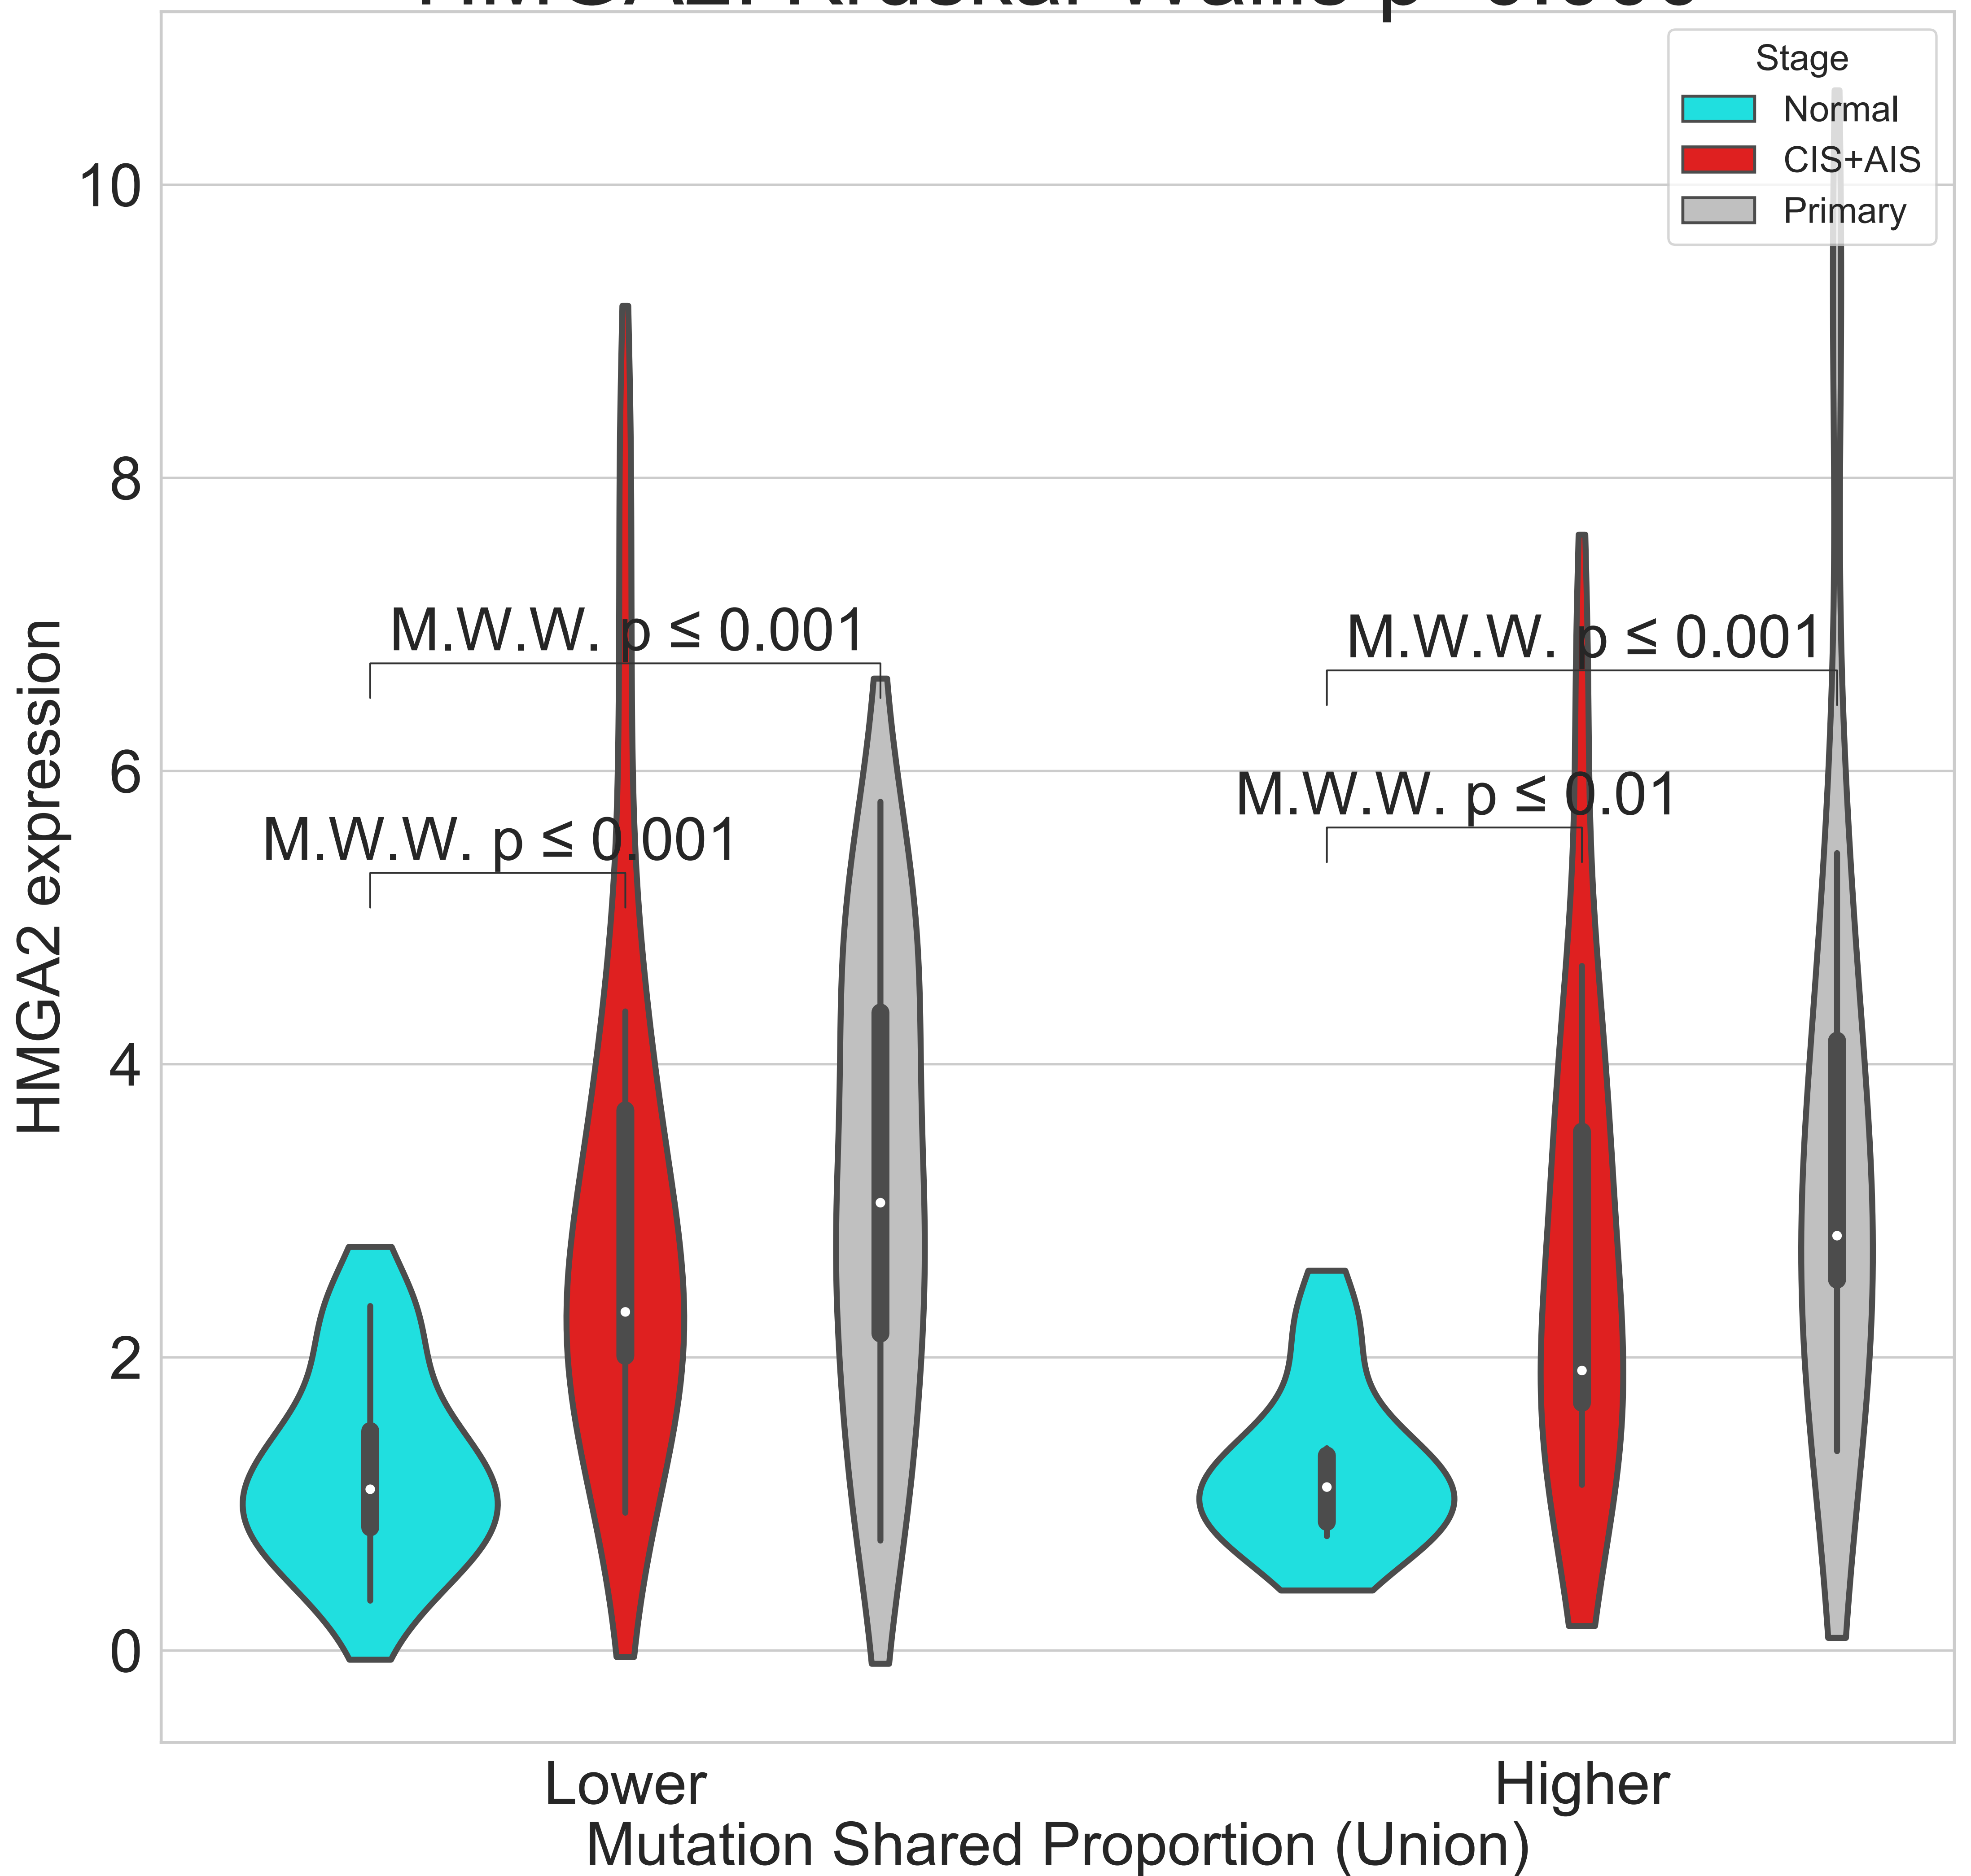 Stage
Normal
CIS+AIS
Primary
10
8
6
4
2
0
HMGA2 expression
M.W.W. p ≤ 0.001
M.W.W. p ≤ 0.001
M.W.W. p ≤ 0.001
M.W.W. p ≤ 0.01
Lower
Higher
Mutation Shared Proportion (Union)